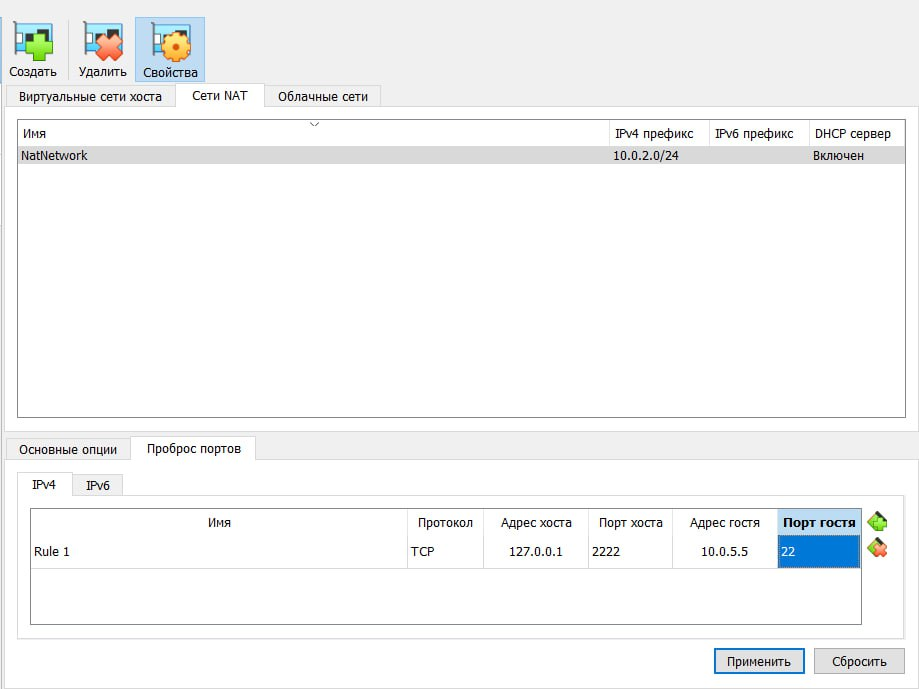 Создать Удалить Свойства
Виртуальные сети хоста Сети NAT Облачные сети
Имя IPv4 префикс IPv6 префикс DHCP сервер
NatNetwork 10.0.2.0/24 Включен
Основные опции Проброс портов
IPv4 IPv6
Имя Протокол Адрес хоста Порт хоста Адрес гостя Порт гостя
Rule 1 TCP 127.0.0.1 2222 10.0.5.5 22
Применить Сбросить